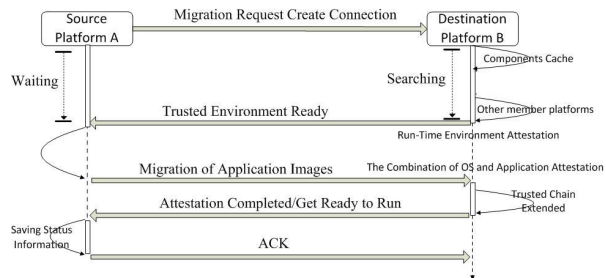 Source
Platform A
Migration Request Create Connection
Destination
Platform B
Components Cache
Waiting
Searching
Trusted Environment Ready
Other member platforms
Run-Time Environment Attestation
Migration of Application Images
The Combination of OS and Application Attestation
Attestation Completed/Get Ready to Run
Trusted Chain
Extended
Saving Status
Information
ACK